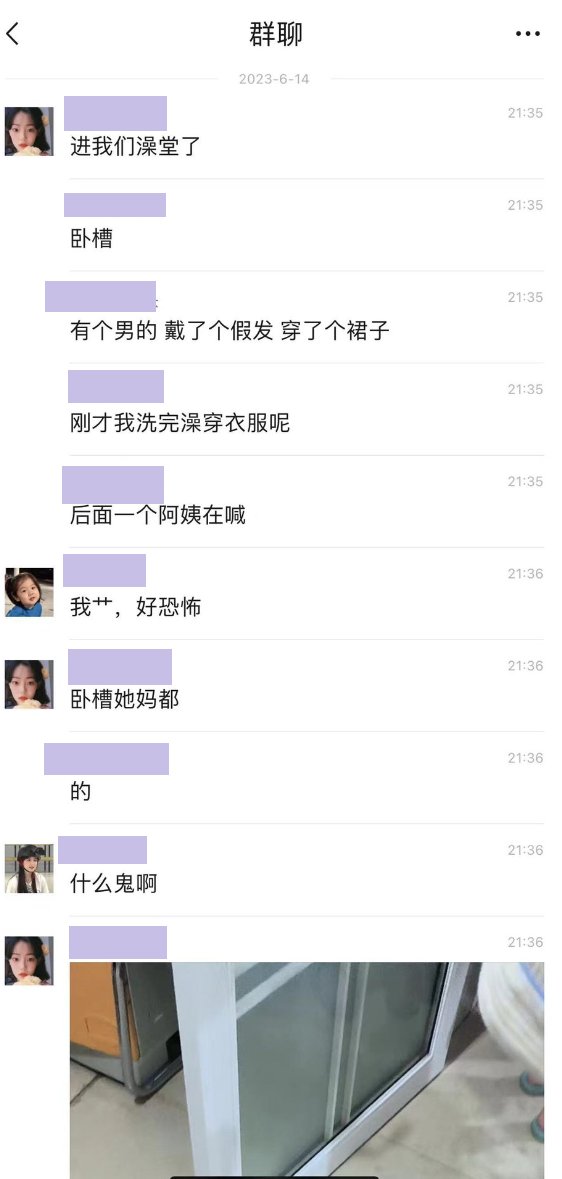 群聊
2023-6-14
21:35
进我们澡堂了
21:35
卧槽
21:35
有个男的 戴了个假发 穿了个裙子
21:35
刚才我洗完澡穿衣服呢
21:35
后面一个阿姨在喊
21:36
我艹，好恐怖
21:36
卧槽她妈都
21:36
的
21:36
什么鬼啊
21:36